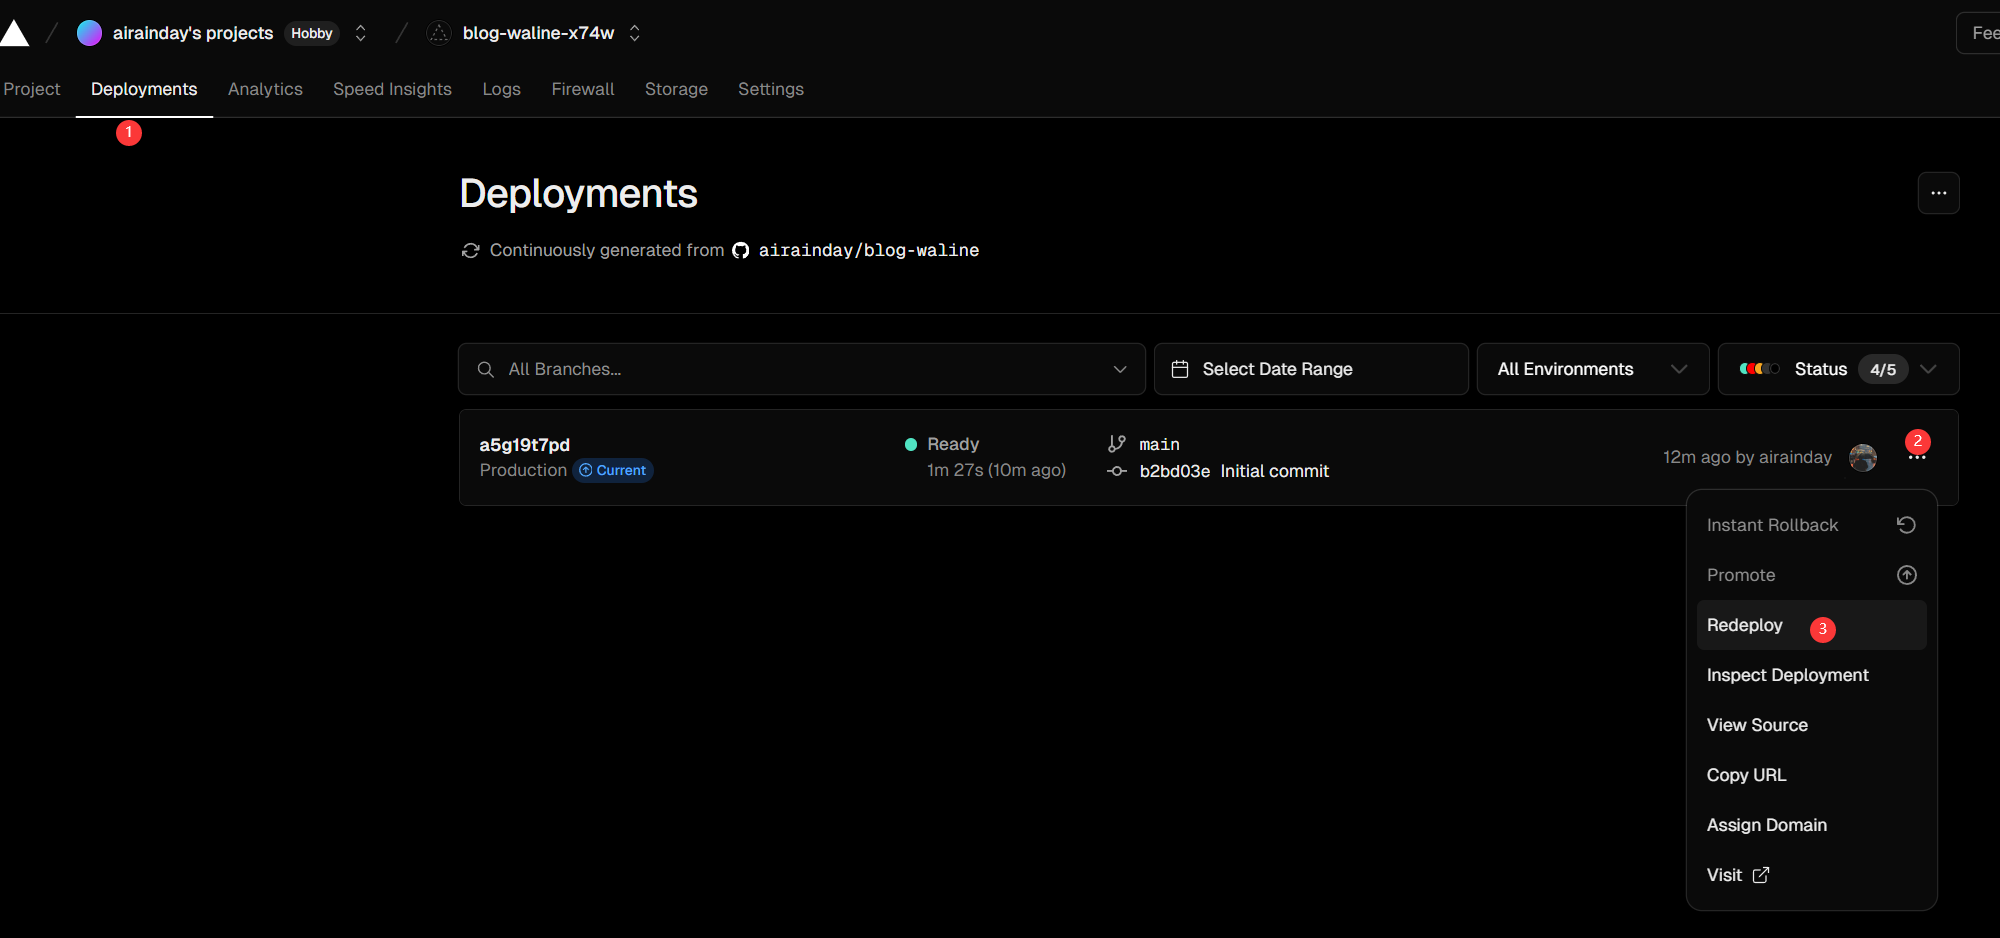 airainday's projects Hobby blog-waline-x74w Fee
Project Deployments Analytics Speed Insights Logs Firewall Storage Settings
1
Deployments
Continuously generated from airainday/blog-waline
All Branches... Select Date Range All Environments Status 4/5
a5g19t7pd Ready main
2
12m ago by airainday
Production Current 1m 27s (10m ago) b2bd03e Initial commit
Instant Rollback
Promote
Redeploy 3
Inspect Deployment
View Source
Copy URL
Assign Domain
Visit